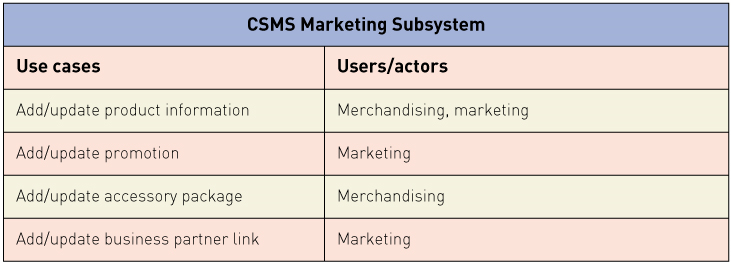 CSMS Marketing Subsystem
Use cases Users/actors
Add/update product information Merchandising, marketing
Add/update promotion Marketing
Add/update accessory package Merchandising
Add/update business partner link Marketing